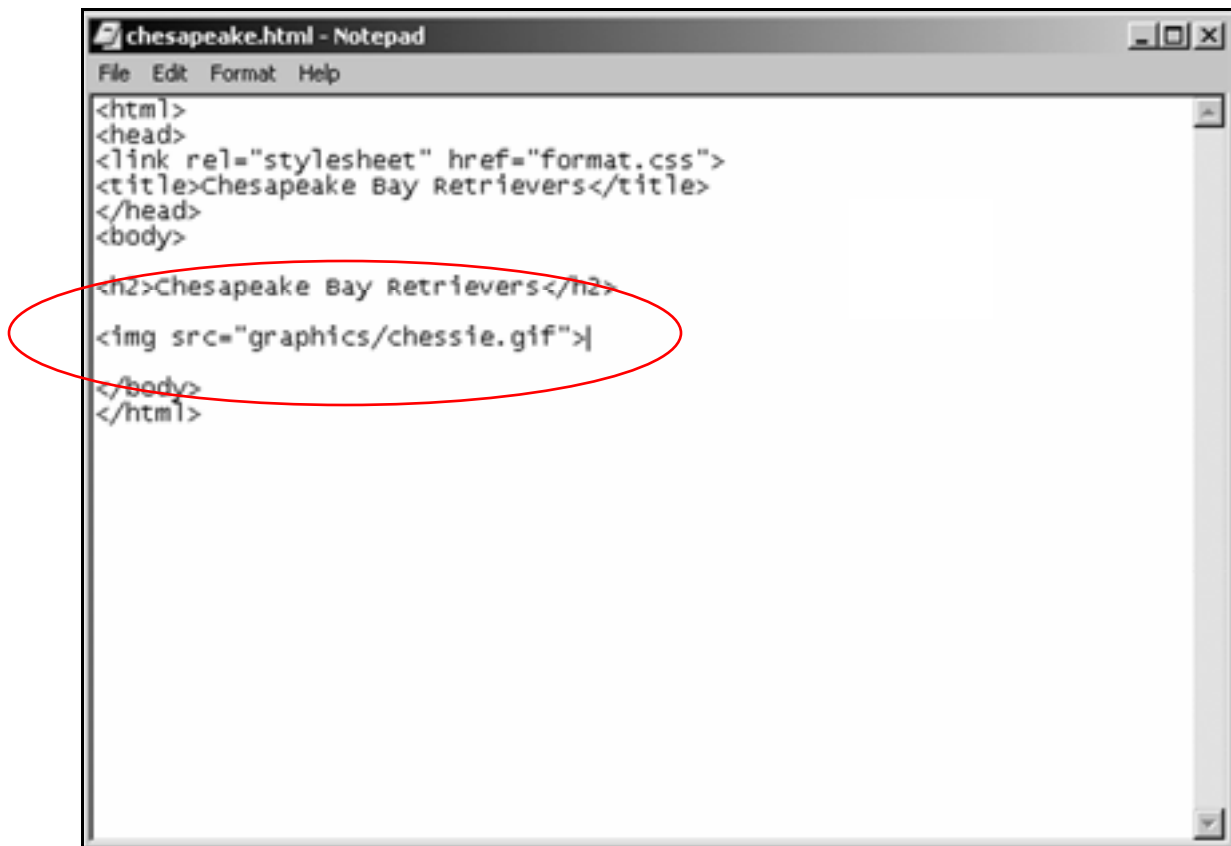 chesapeake.html - Notepad
File Edit Format Help
<html>
<head>
<link rel="stylesheet" href="format.css">
<title>Chesapeake Bay Retrievers</title>
</head>
<body>
<h2>Chesapeake Bay Retrievers</h2>
<img src="graphics/chessie.gif">
</body>
</html>